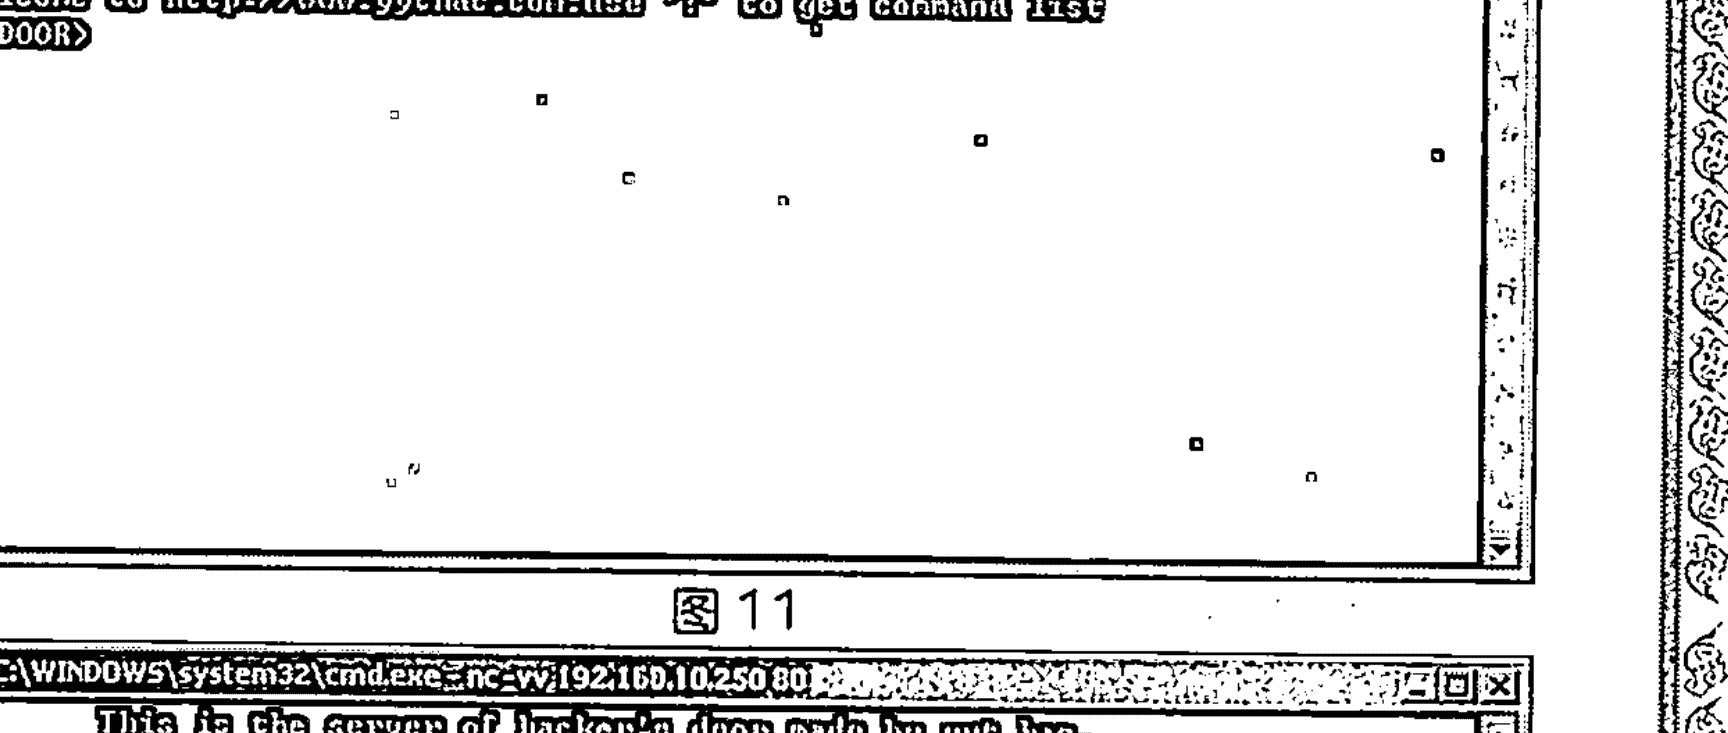 to get command list
DOOR>
图 11
C:\WINDOWS\system32\cmd.exe - nc -vv 192.160.10.250 80
This is the server of hacker's door made by